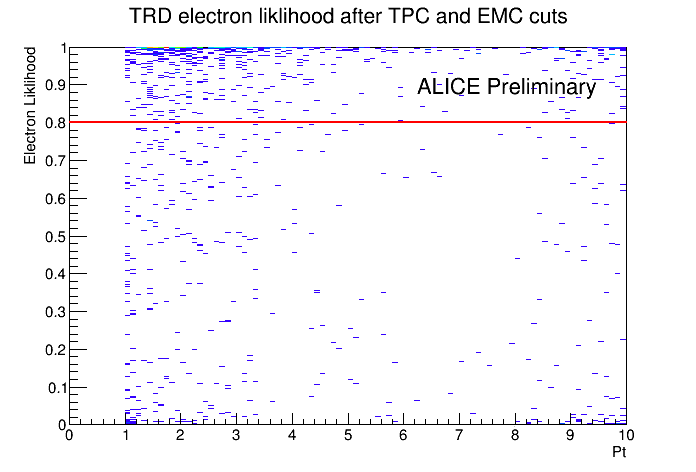 TRD electron liklihood after TPC and EMC cuts
Electron Liklihood
ALICE Preliminary
1
0.9
0.8
0.7
0.6
0.5
0.4
0.3
0.2
0.1
0
0 1 2 3 4 5 6 7 8 9 10
Pt